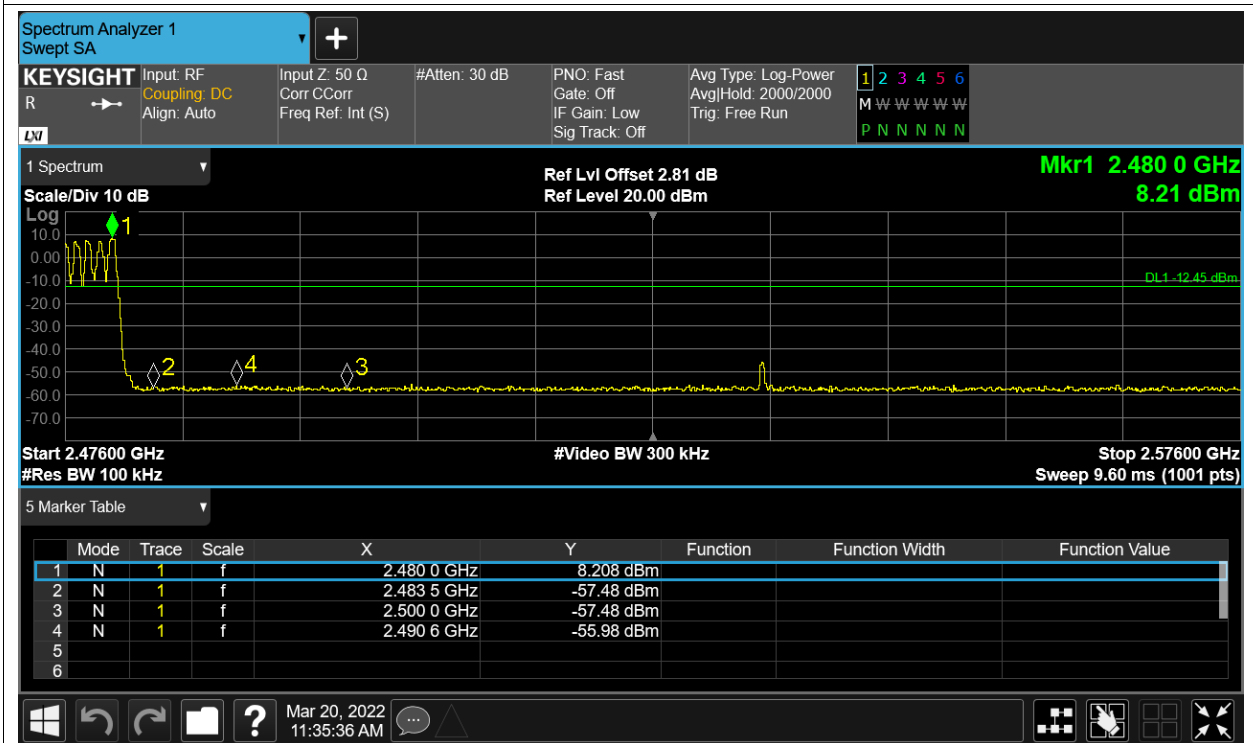 Spectrum Analyzer 1
Swept SA
KEYSIGHT
R
LXI
Input: RF
Coupling: DC
Align: Auto
Input Z: 50 Ω
Corr CCorr
Freq Ref: Int (S)
#Atten: 30 dB
PNO: Fast
Gate: Off
IF Gain: Low
Sig Track: Off
Avg Type: Log-Power
Avg|Hold: 2000/2000
Trig: Free Run
1 2 3 4 5 6
M W W W W W
P N N N N N
1 Spectrum
Scale/Div 10 dB
Ref Lvl Offset 2.81 dB
Ref Level 20.00 dBm
Mkr1 2.480 0 GHz
8.21 dBm
Log
10.0
0.00
-10.0
-20.0
-30.0
-40.0
-50.0
-60.0
-70.0
1
DL1 -12.45 dBm
2
4
3
Start 2.47600 GHz
#Res BW 100 kHz
#Video BW 300 kHz
Stop 2.57600 GHz
Sweep 9.60 ms (1001 pts)
5 Marker Table
Mode Trace Scale X Y Function Function Width Function Value
1 N 1 f 2.480 0 GHz 8.208 dBm
2 N 1 f 2.483 5 GHz -57.48 dBm
3 N 1 f 2.500 0 GHz -57.48 dBm
4 N 1 f 2.490 6 GHz -55.98 dBm
5
6
?
Mar 20, 2022
11:35:36 AM